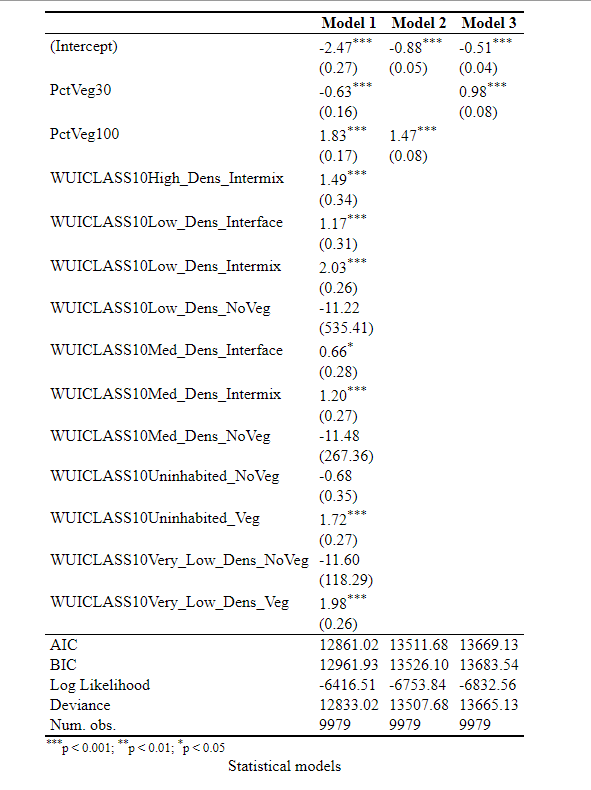 Model 1 Model 2 Model 3
(Intercept) -2.47*** -0.88*** -0.51***
(0.27) (0.05) (0.04)
PctVeg30 -0.63*** 0.98***
(0.16) (0.08)
PctVeg100 1.83*** 1.47***
(0.17) (0.08)
WUICLASS10High_Dens_Intermix 1.49***
(0.34)
WUICLASS10Low_Dens_Interface 1.17***
(0.31)
WUICLASS10Low_Dens_Intermix 2.03***
(0.26)
WUICLASS10Low_Dens_NoVeg -11.22
(535.41)
WUICLASS10Med_Dens_Interface 0.66*
(0.28)
WUICLASS10Med_Dens_Intermix 1.20***
(0.27)
WUICLASS10Med_Dens_NoVeg -11.48
(267.36)
WUICLASS10Uninhabited_NoVeg -0.68
(0.35)
WUICLASS10Uninhabited_Veg 1.72***
(0.27)
WUICLASS10Very_Low_Dens_NoVeg -11.60
(118.29)
WUICLASS10Very_Low_Dens_Veg 1.98***
(0.26)
AIC 12861.02 13511.68 13669.13
BIC 12961.93 13526.10 13683.54
Log Likelihood -6416.51 -6753.84 -6832.56
Deviance 12833.02 13507.68 13665.13
Num. obs. 9979 9979 9979
***p < 0.001; **p < 0.01; *p < 0.05
Statistical models